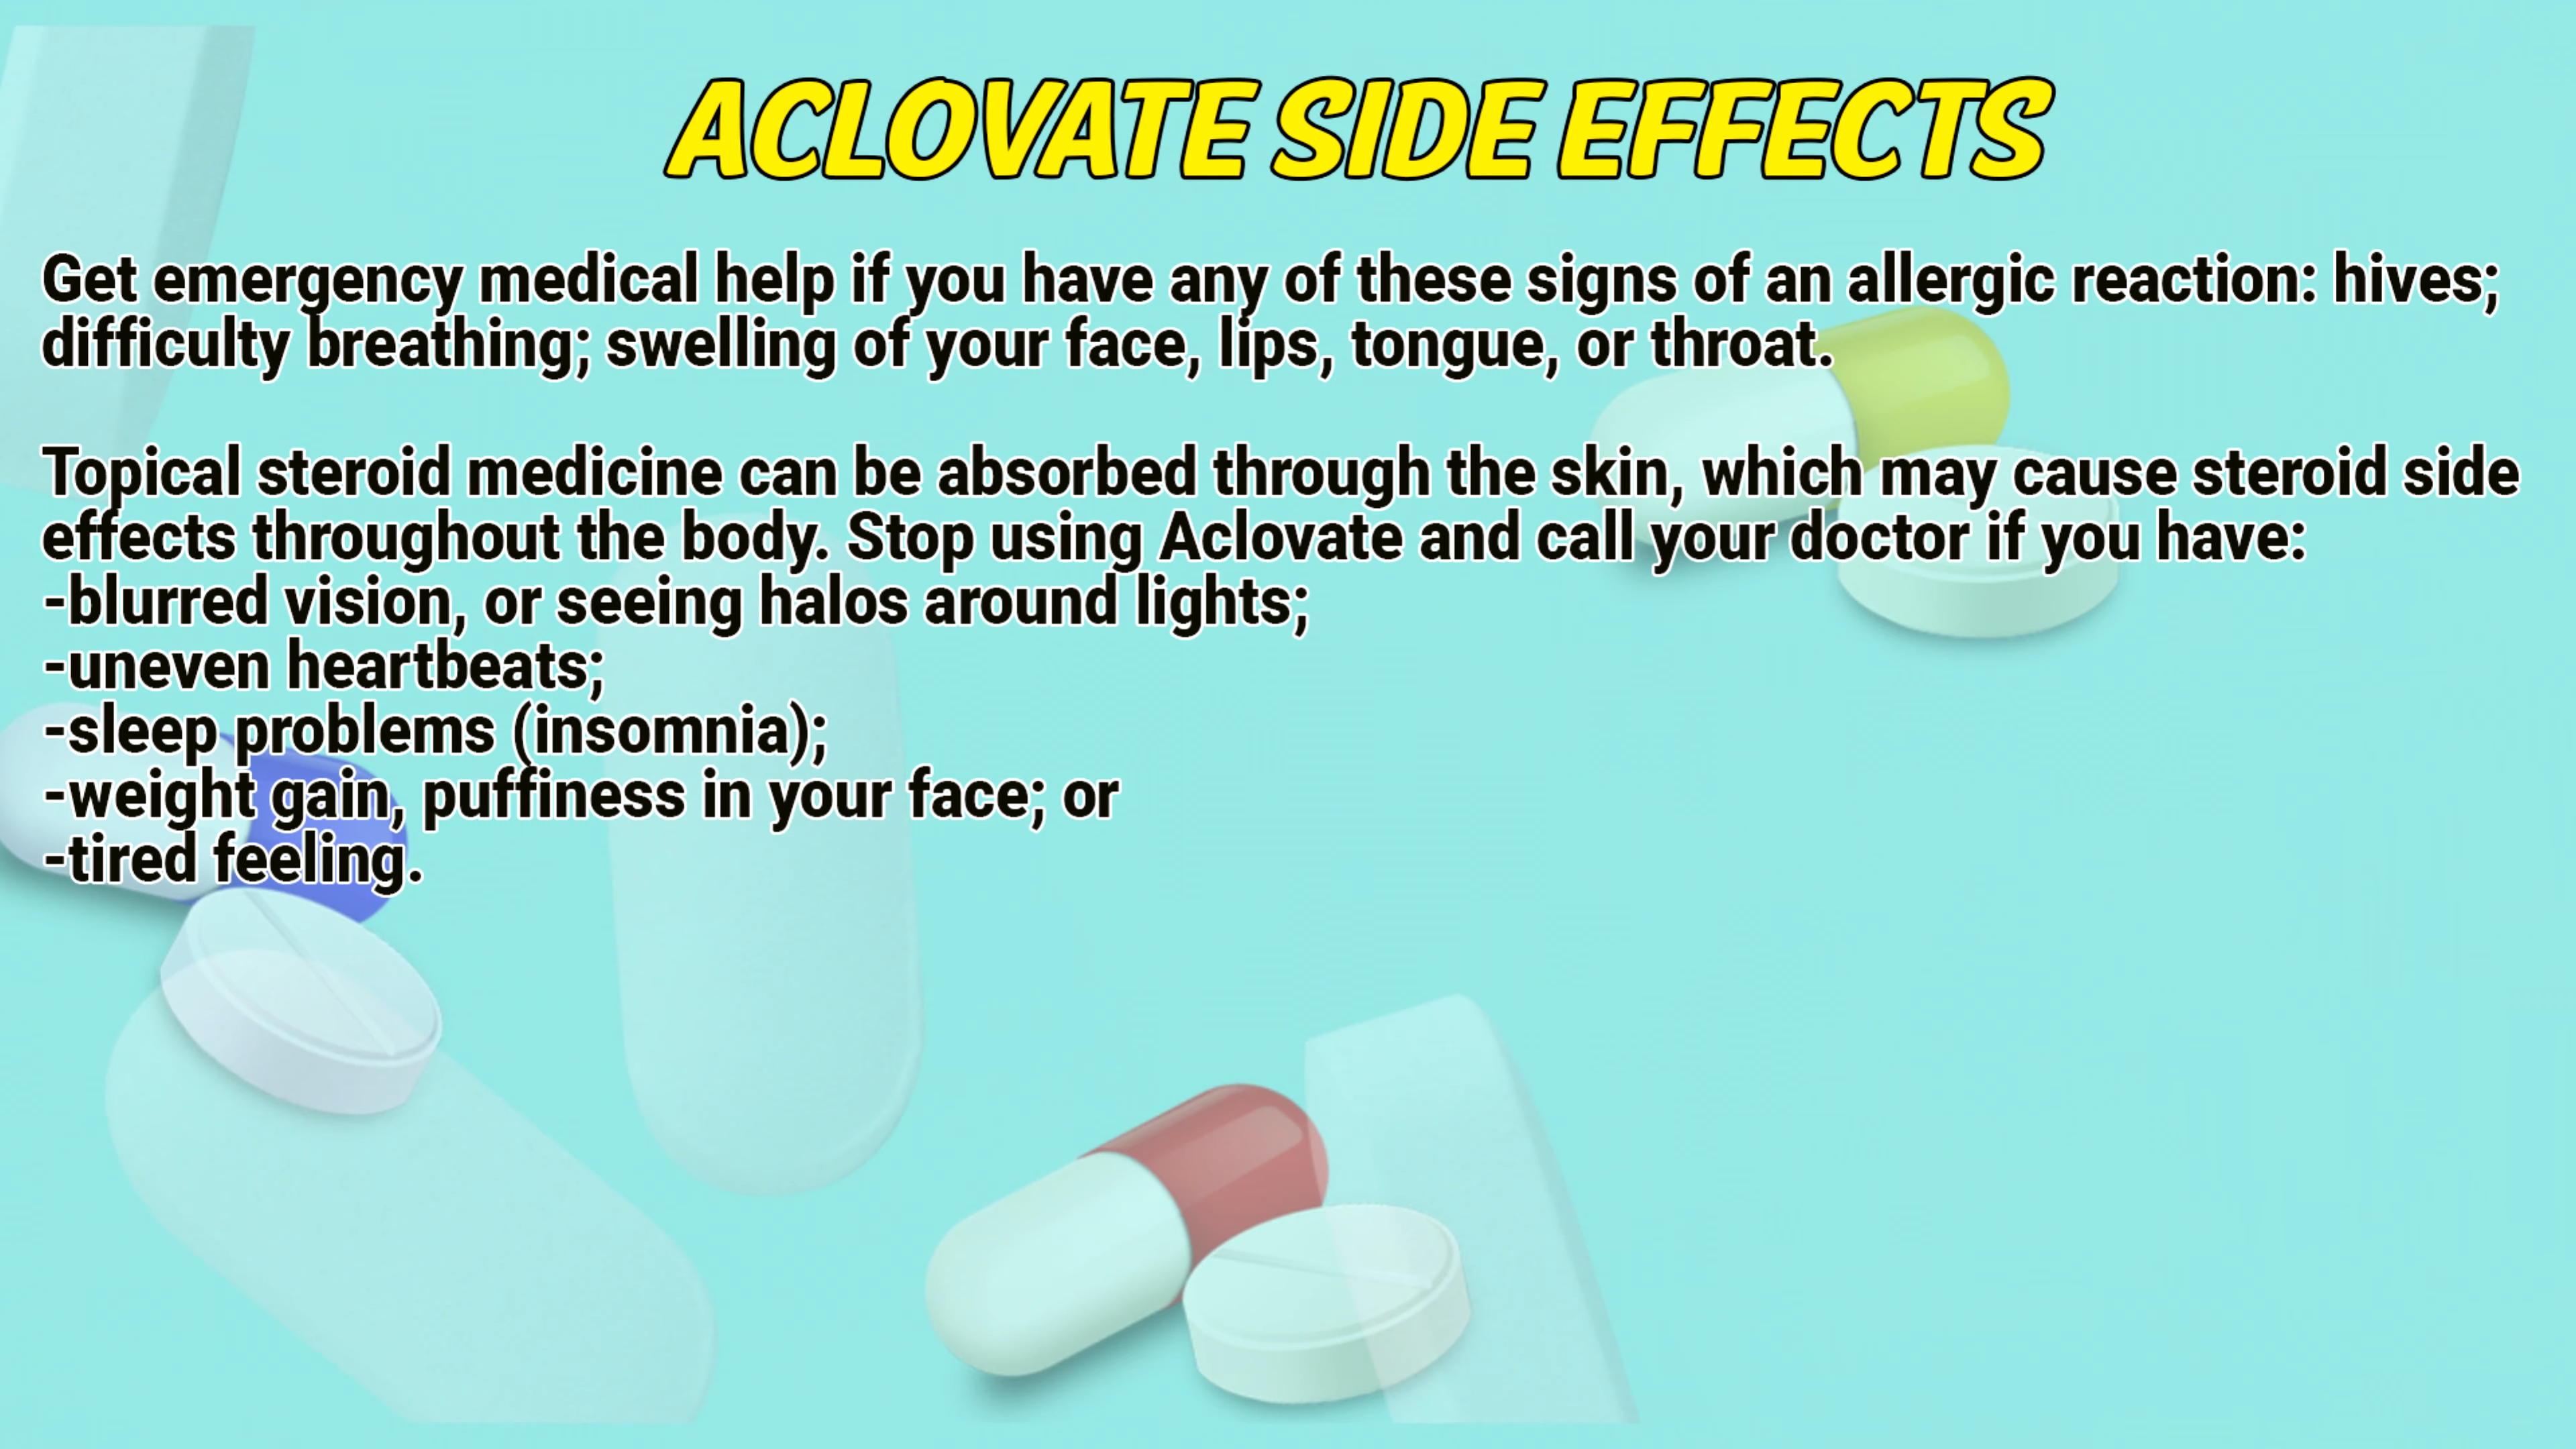 ACLOVATE SIDE EFFECTS
Get emergency medical help if you have any of these signs of an allergic reaction: hives;
difficulty breathing; swelling of your face, lips, tongue, or throat.
Topical steroid medicine can be absorbed through the skin, which may cause steroid side
effects throughout the body. Stop using Aclovate and call your doctor if you have:
-blurred vision, or seeing halos around lights;
-uneven heartbeats;
-sleep problems (insomnia);
-weight gain, puffiness in your face; or
-tired feeling.